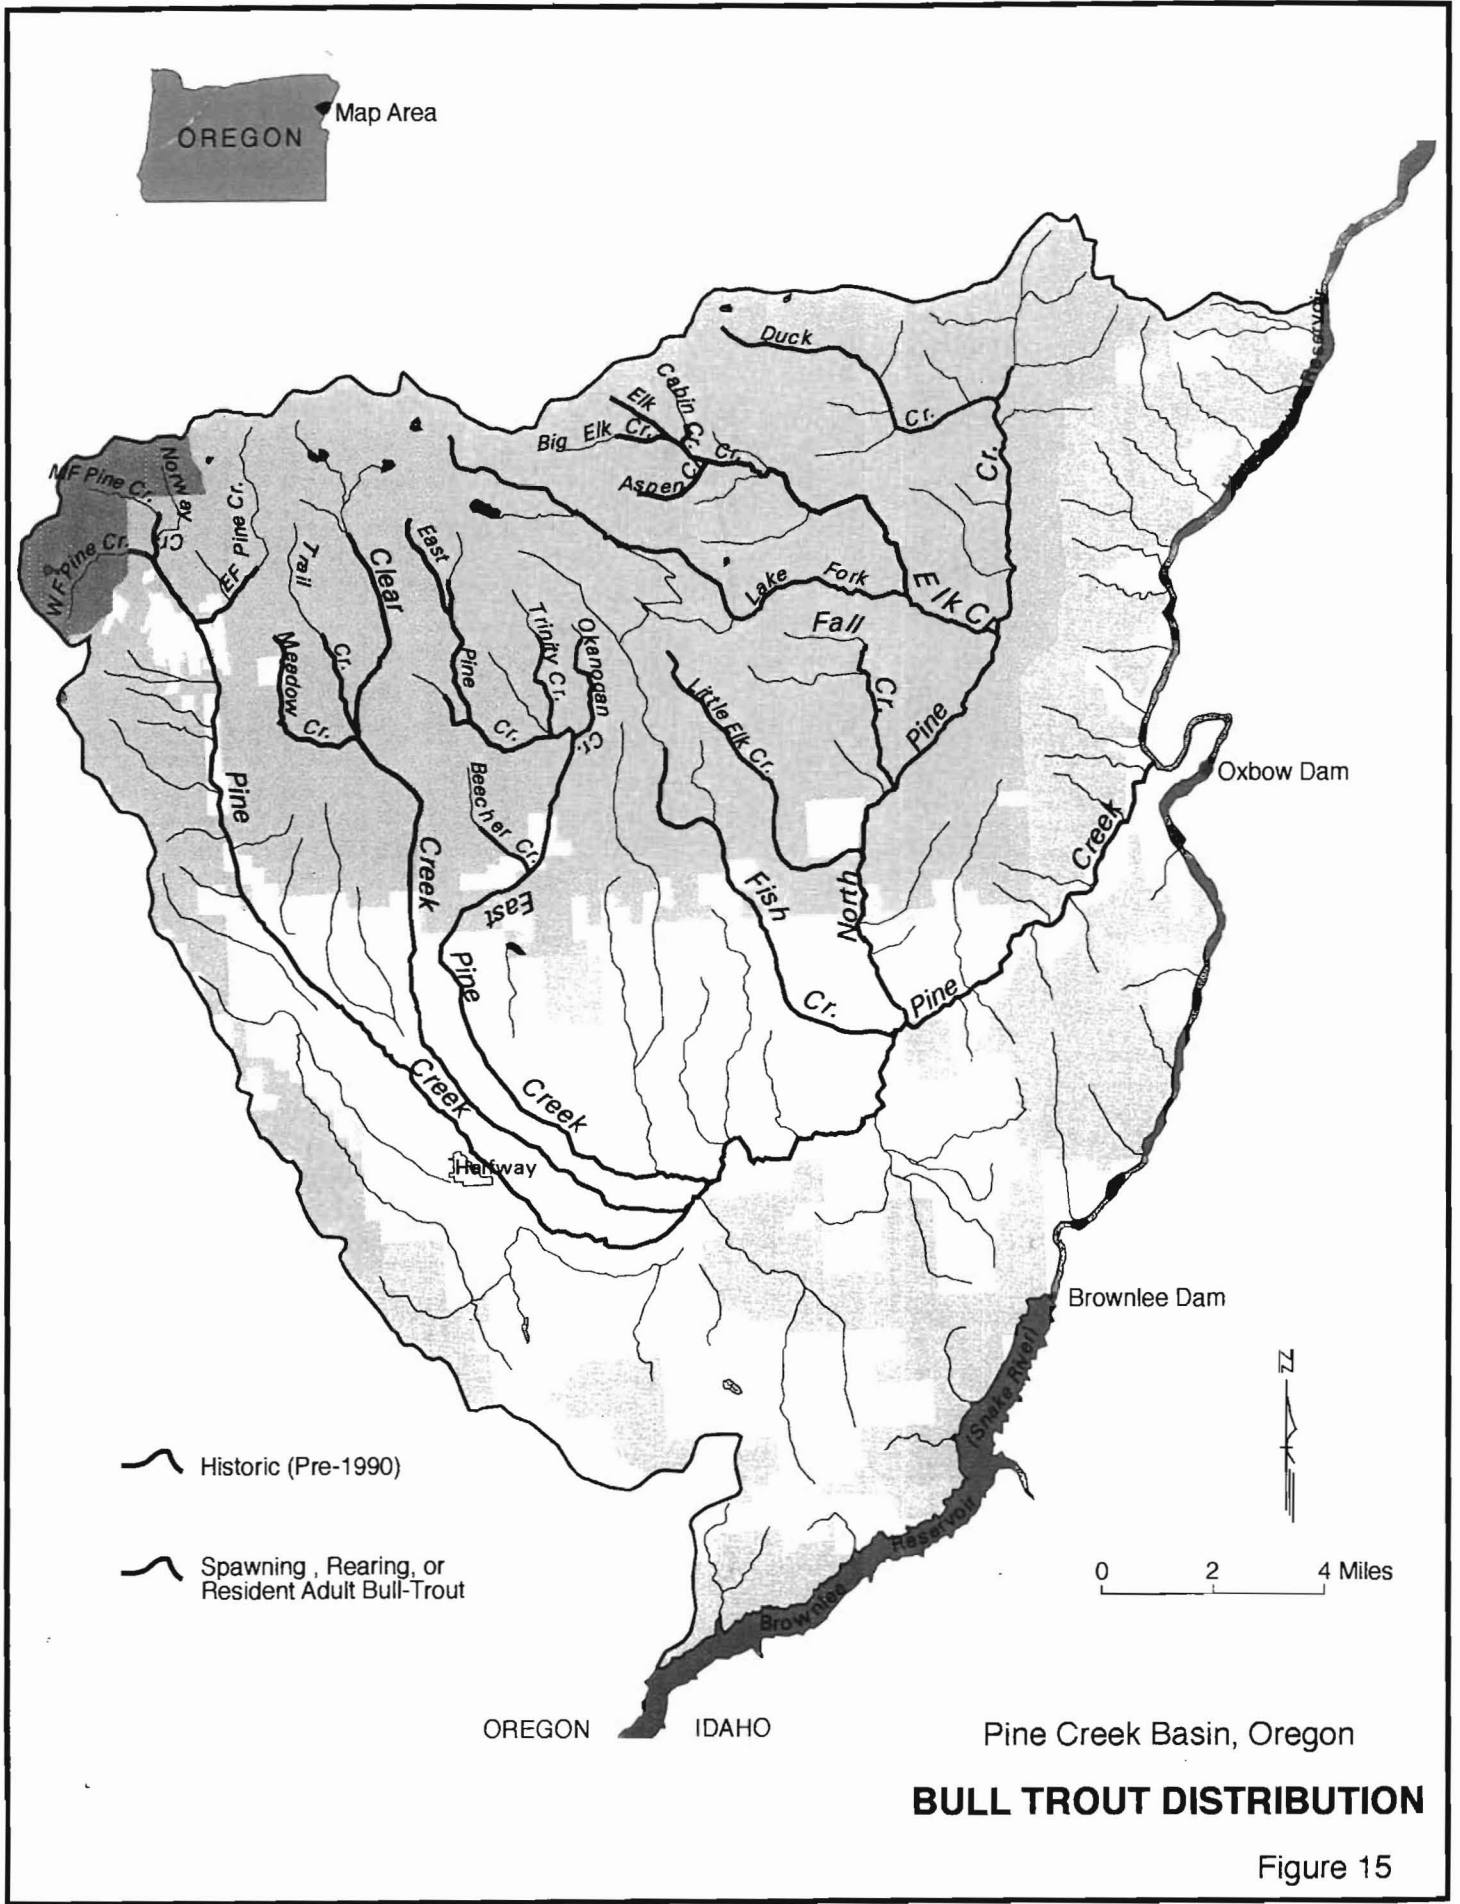 Map Area
OREGON
Reservoir
Duck
Cr.
Cabin Cr.
Elk
Cr.
Big Elk Cr.
Aspen
Cr.
Norway
Cr.
MF Pine Cr.
WF Pine Cr.
EF Pine Cr.
Trail
Cr.
Clear
Creek
East
Pine
Cr.
Trinity Cr.
Okanogan
Cr.
Meadow
Cr.
Lake
Fork
Elk Cr.
Fall
Cr.
Little Elk Cr.
Pine
North
Oxbow Dam
Creek
Pine
Pine
Beecher Cr.
East
Pine
Creek
Fish
Cr.
Creek
Halfway
Brownlee Dam
(Snake River)
Reservoir
Brownlee
N
Historic (Pre-1990)
Spawning , Rearing, or
Resident Adult Bull-Trout
0 2 4 Miles
OREGON IDAHO
Pine Creek Basin, Oregon
BULL TROUT DISTRIBUTION
Figure 15